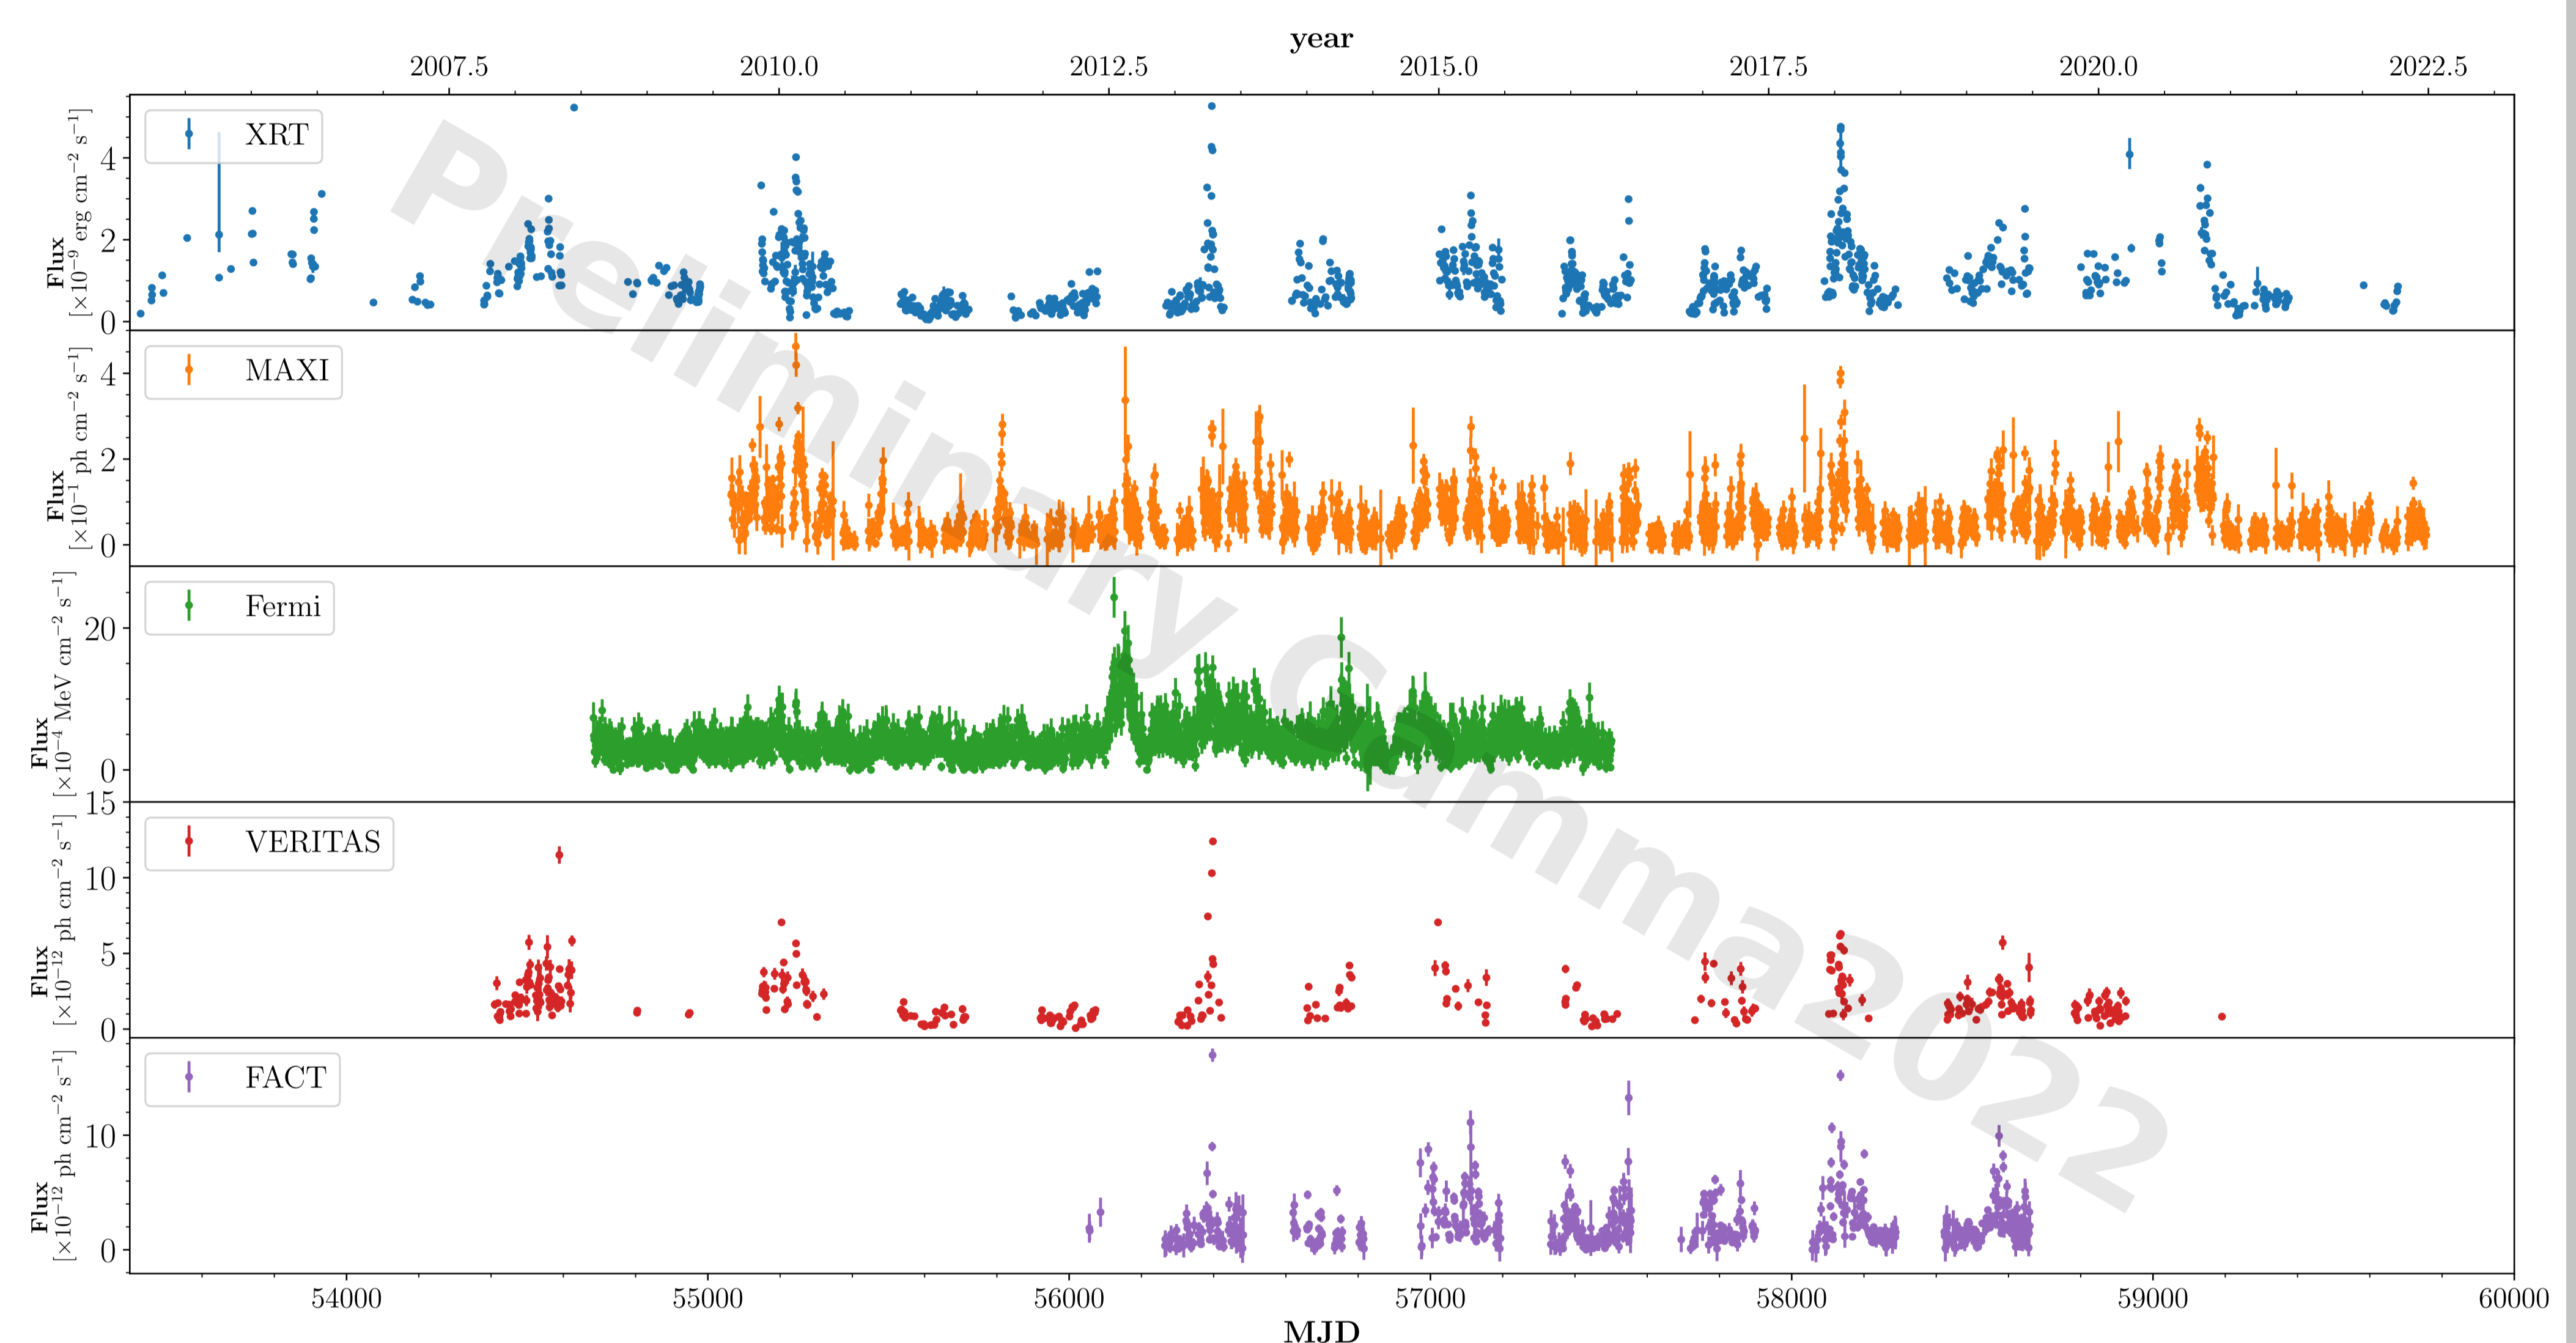 year
2007.5 2010.0 2012.5 2015.0 2017.5 2020.0 2022.5
XRT
Flux
[×10⁻⁹ erg cm⁻² s⁻¹]
4
2
0
MAXI
Flux
[×10⁻¹ ph cm⁻² s⁻¹]
4
2
0
Fermi
Flux
[×10⁻⁴ MeV cm⁻² s⁻¹]
20
0
VERITAS
Flux
[×10⁻¹² ph cm⁻² s⁻¹]
15
10
5
0
FACT
Flux
[×10⁻¹² ph cm⁻² s⁻¹]
10
0
54000 55000 56000 57000 58000 59000 60000
MJD
Preliminary Gamma2022